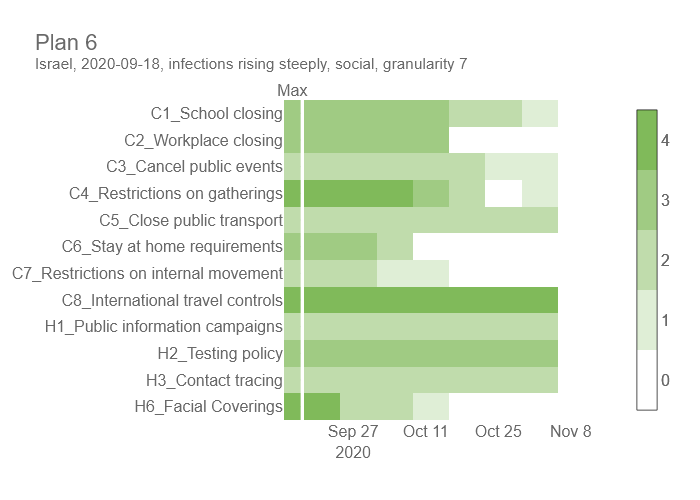 Plan 6
Israel, 2020-09-18, infections rising steeply, social, granularity 7
Max
C1_School closing
C2_Workplace closing
C3_Cancel public events
C4_Restrictions on gatherings
C5_Close public transport
C6_Stay at home requirements
C7_Restrictions on internal movement
C8_International travel controls
H1_Public information campaigns
H2_Testing policy
H3_Contact tracing
H6_Facial Coverings
Sep 27 Oct 11 Oct 25 Nov 8
2020
4
3
2
1
0